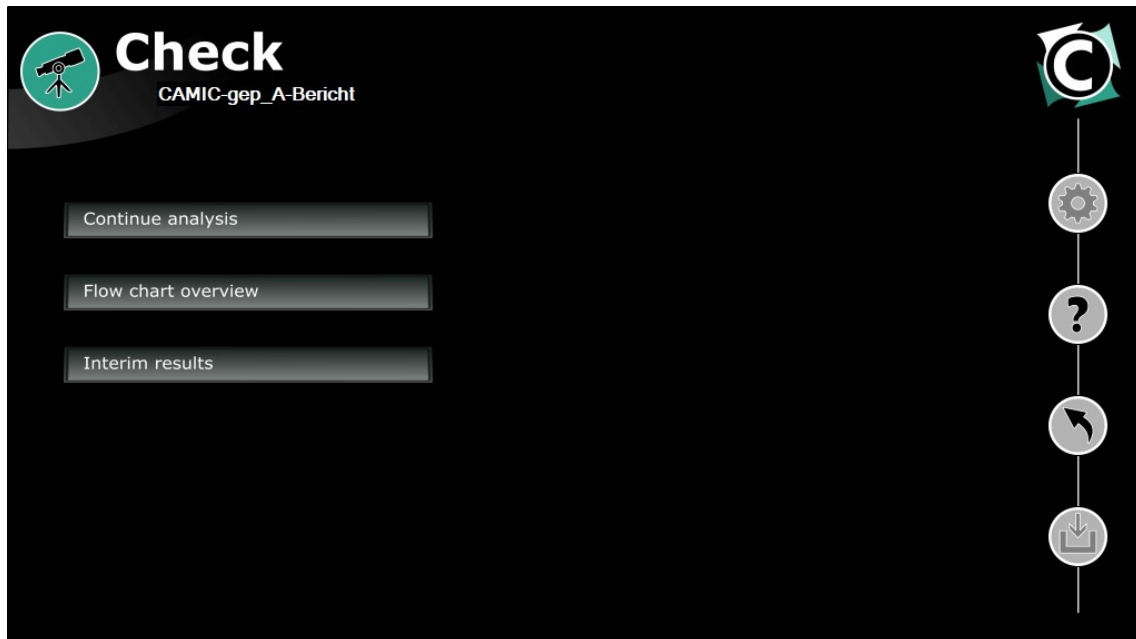 Check
CAMIC-gep_A-Bericht
C
Continue analysis
Flow chart overview
?
Interim results